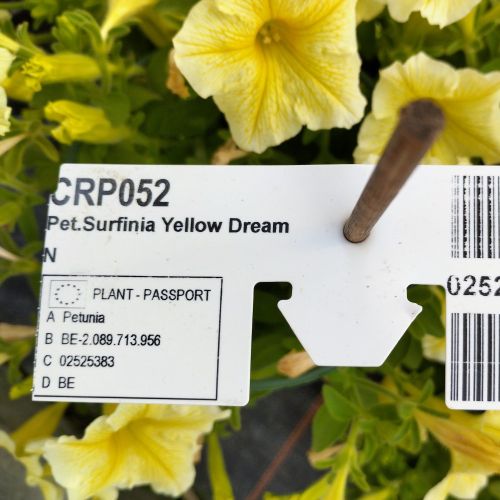 CRP052
Pet.Surfinia Yellow Dream
N
PLANT - PASSPORT
A Petunia
B BE-2.089.713.956
C 02525383
D BE
0252